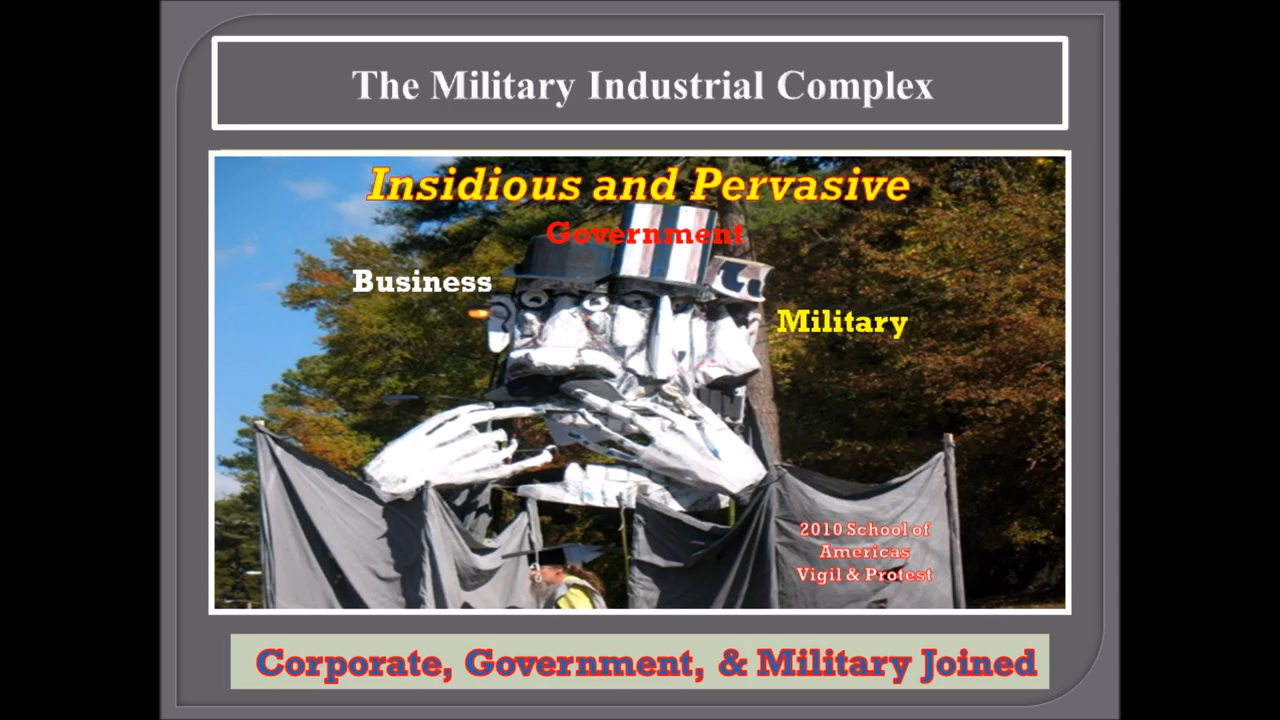 The Military Industrial Complex
Insidious and Pervasive
Government
Business
Military
2010 School of
Americas
Vigil & Protest
Corporate, Government, & Military Joined